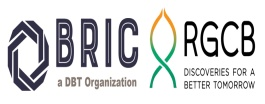 BRIC
a DBT Organization
RGCB
DISCOVERIES FOR A
BETTER TOMORROW